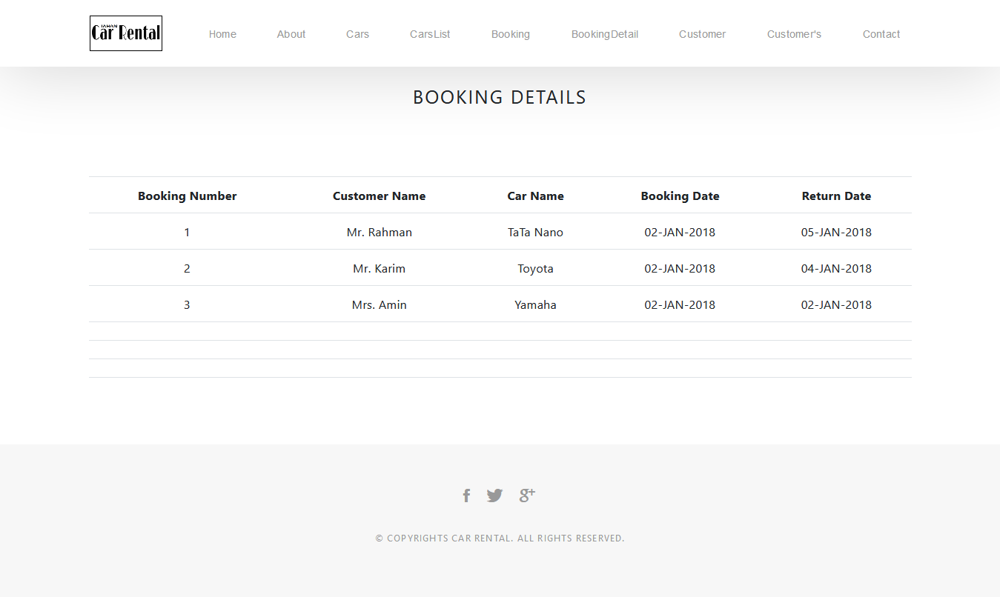 JAHAN
Car Rental
Home About Cars CarsList Booking BookingDetail Customer Customer's Contact
BOOKING DETAILS
Booking Number Customer Name Car Name Booking Date Return Date
1 Mr. Rahman TaTa Nano 02-JAN-2018 05-JAN-2018
2 Mr. Karim Toyota 02-JAN-2018 04-JAN-2018
3 Mrs. Amin Yamaha 02-JAN-2018 02-JAN-2018
© COPYRIGHTS CAR RENTAL. ALL RIGHTS RESERVED.